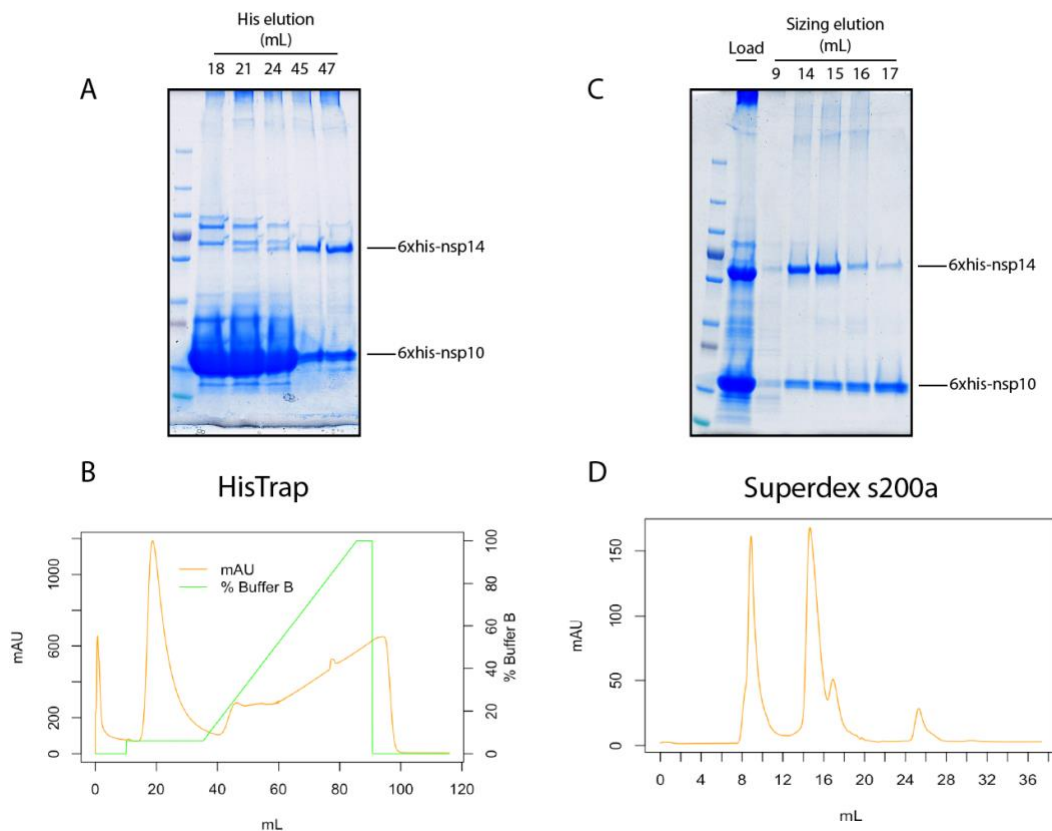 His elution
(mL)
18 21 24 45 47
A
6xhis-nsp14
6xhis-nsp10
Sizing elution
(mL)
Load
9 14 15 16 17
C
6xhis-nsp14
6xhis-nsp10
B
HisTrap
mAU
% Buffer B
1000
600
200
0
mAU
100
80
60
40
20
0
% Buffer B
0 20 40 60 80 100 120
mL
D
Superdex s200a
150
100
50
0
mAU
0 4 8 12 16 20 24 28 32 36
mL